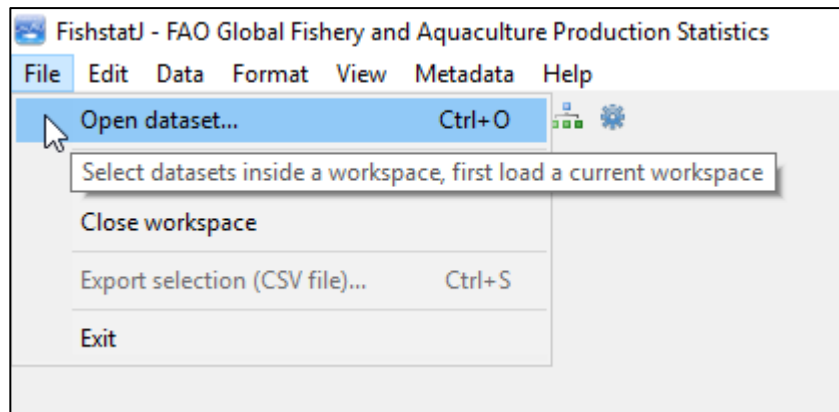 FishstatJ - FAO Global Fishery and Aquaculture Production Statistics
File Edit Data Format View Metadata Help
Open dataset... Ctrl+O
Select datasets inside a workspace, first load a current workspace
Close workspace
Export selection (CSV file)... Ctrl+S
Exit